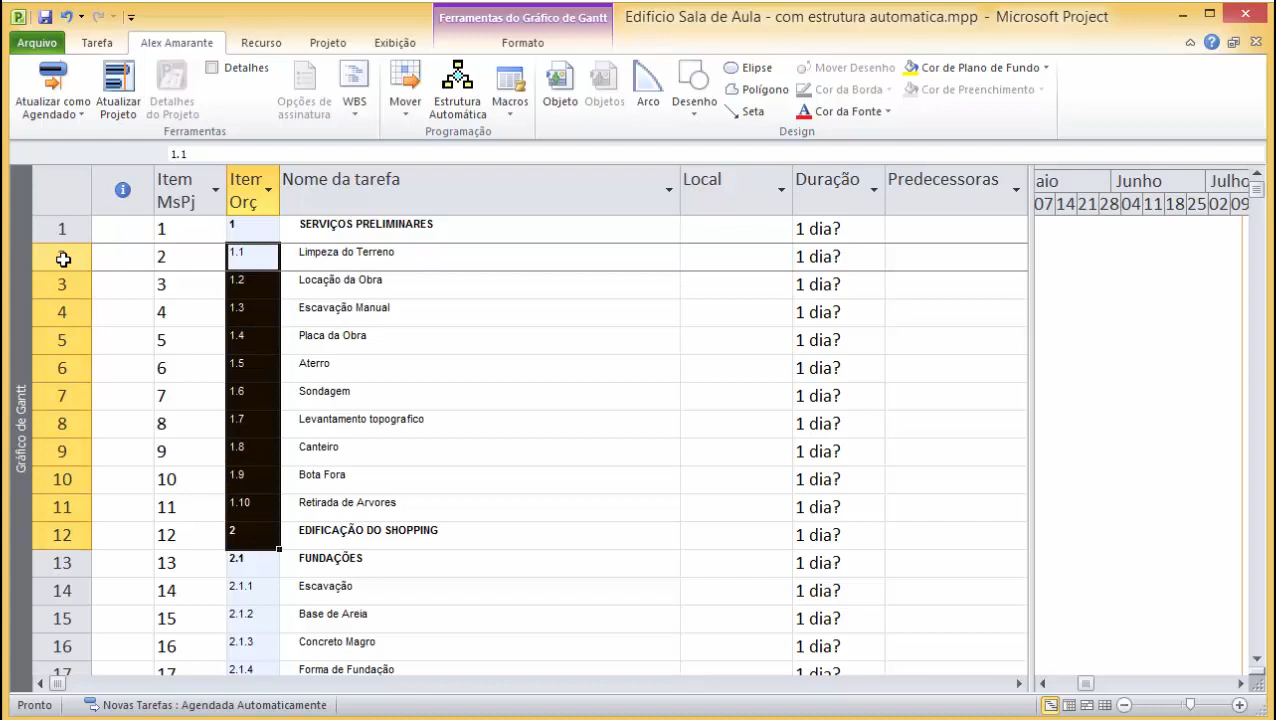 Ferramentas do Gráfico de Gantt
Edificio Sala de Aula - com estrutura automatica.mpp - Microsoft Project
Arquivo Tarefa Alex Amarante Recurso Projeto Exibição Formato
Atualizar como Agendado
Atualizar Projeto
Detalhes do Projeto
Detalhes
Ferramentas
Opções de assinatura
WBS
Mover
Estrutura Automática
Macros
Programação
Objeto
Objetos
Arco
Desenho
Elipse
Polígono
Seta
Mover Desenho
Cor da Borda
Cor da Fonte
Cor de Plano de Fundo
Cor de Preenchimento
Design
1.1
Item MsPj
Orç
Nome da tarefa
Local
Duração
Predecessoras
aio Junho Julho
07 14 21 28 04 11 18 25 02 09
1 1 1 SERVIÇOS PRELIMINARES 1 dia?
2 1.1 Limpeza do Terreno 1 dia?
3 3 1.2 Locação da Obra 1 dia?
4 4 1.3 Escavação Manual 1 dia?
5 5 1.4 Placa da Obra 1 dia?
6 6 1.5 Aterro 1 dia?
7 7 1.6 Sondagem 1 dia?
8 8 1.7 Levantamento topografico 1 dia?
9 9 1.8 Canteiro 1 dia?
10 10 1.9 Bota Fora 1 dia?
11 11 1.10 Retirada de Arvores 1 dia?
12 12 2 EDIFICAÇÃO DO SHOPPING 1 dia?
13 13 2.1 FUNDAÇÕES 1 dia?
14 14 2.1.1 Escavação 1 dia?
15 15 2.1.2 Base de Areia 1 dia?
16 16 2.1.3 Concreto Magro 1 dia?
17 17 2.1.4 Forma de Fundação 1 dia?
Gráfico de Gantt
Pronto
Novas Tarefas : Agendada Automaticamente